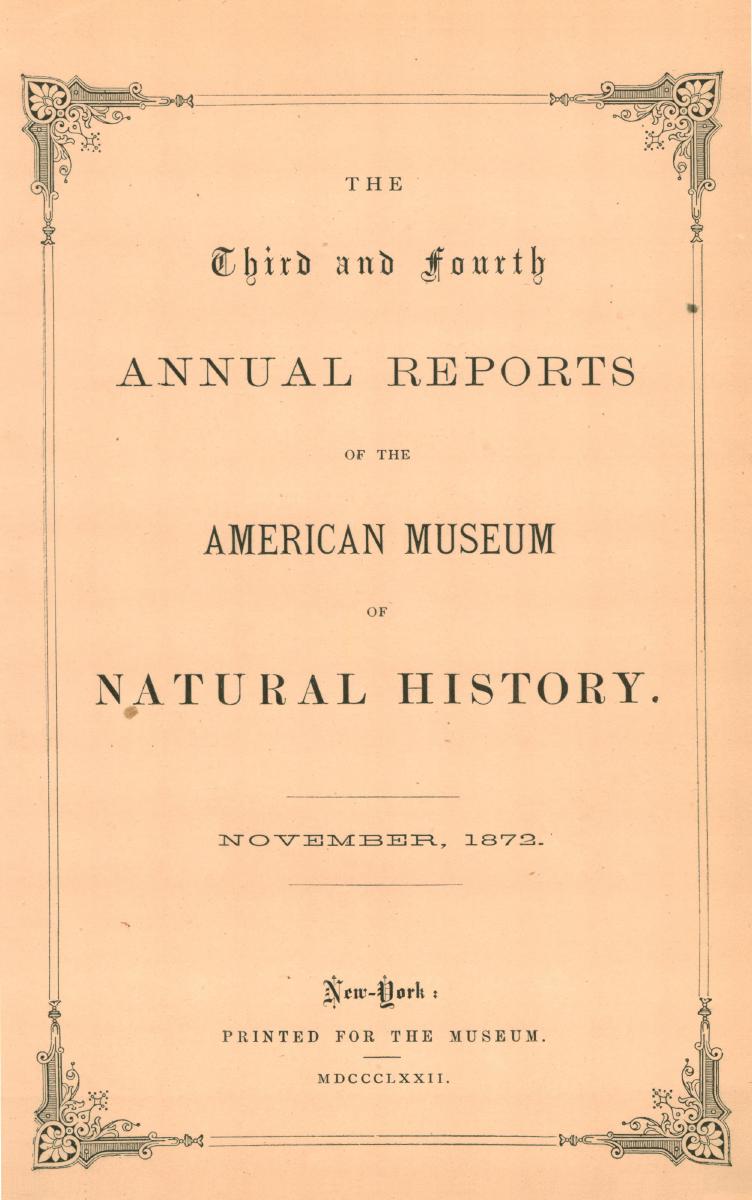 THE
Third and Fourth
ANNUAL REPORTS
OF THE
AMERICAN MUSEUM
OF
NATURAL HISTORY.
NOVEMBER, 1872.
New-York:
PRINTED FOR THE MUSEUM.
MDCCCLXXII.